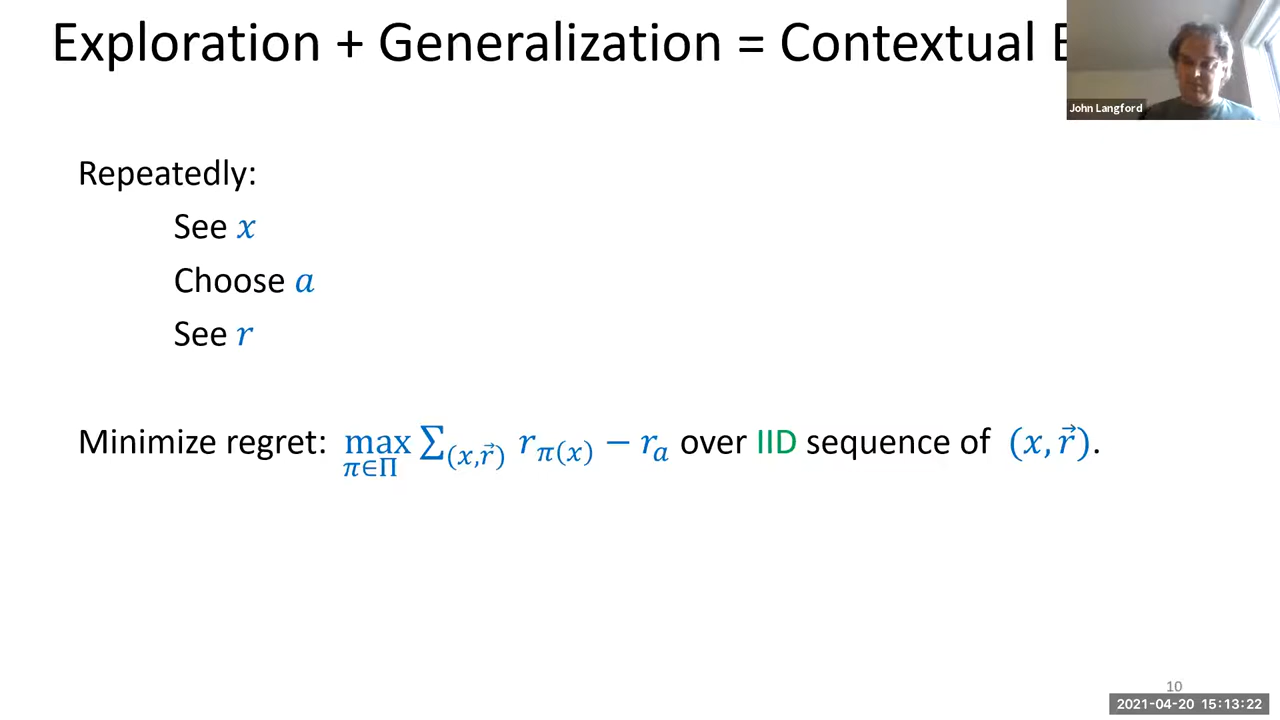 Exploration + Generalization = Contextual
John Langford
Repeatedly:
See x
Choose a
See r
Minimize regret: max_{π∈Π} ∑_{(x,r⃗)} r_{π(x)} − r_a over IID sequence of (x, r⃗).
10
2021-04-20 15:13:22